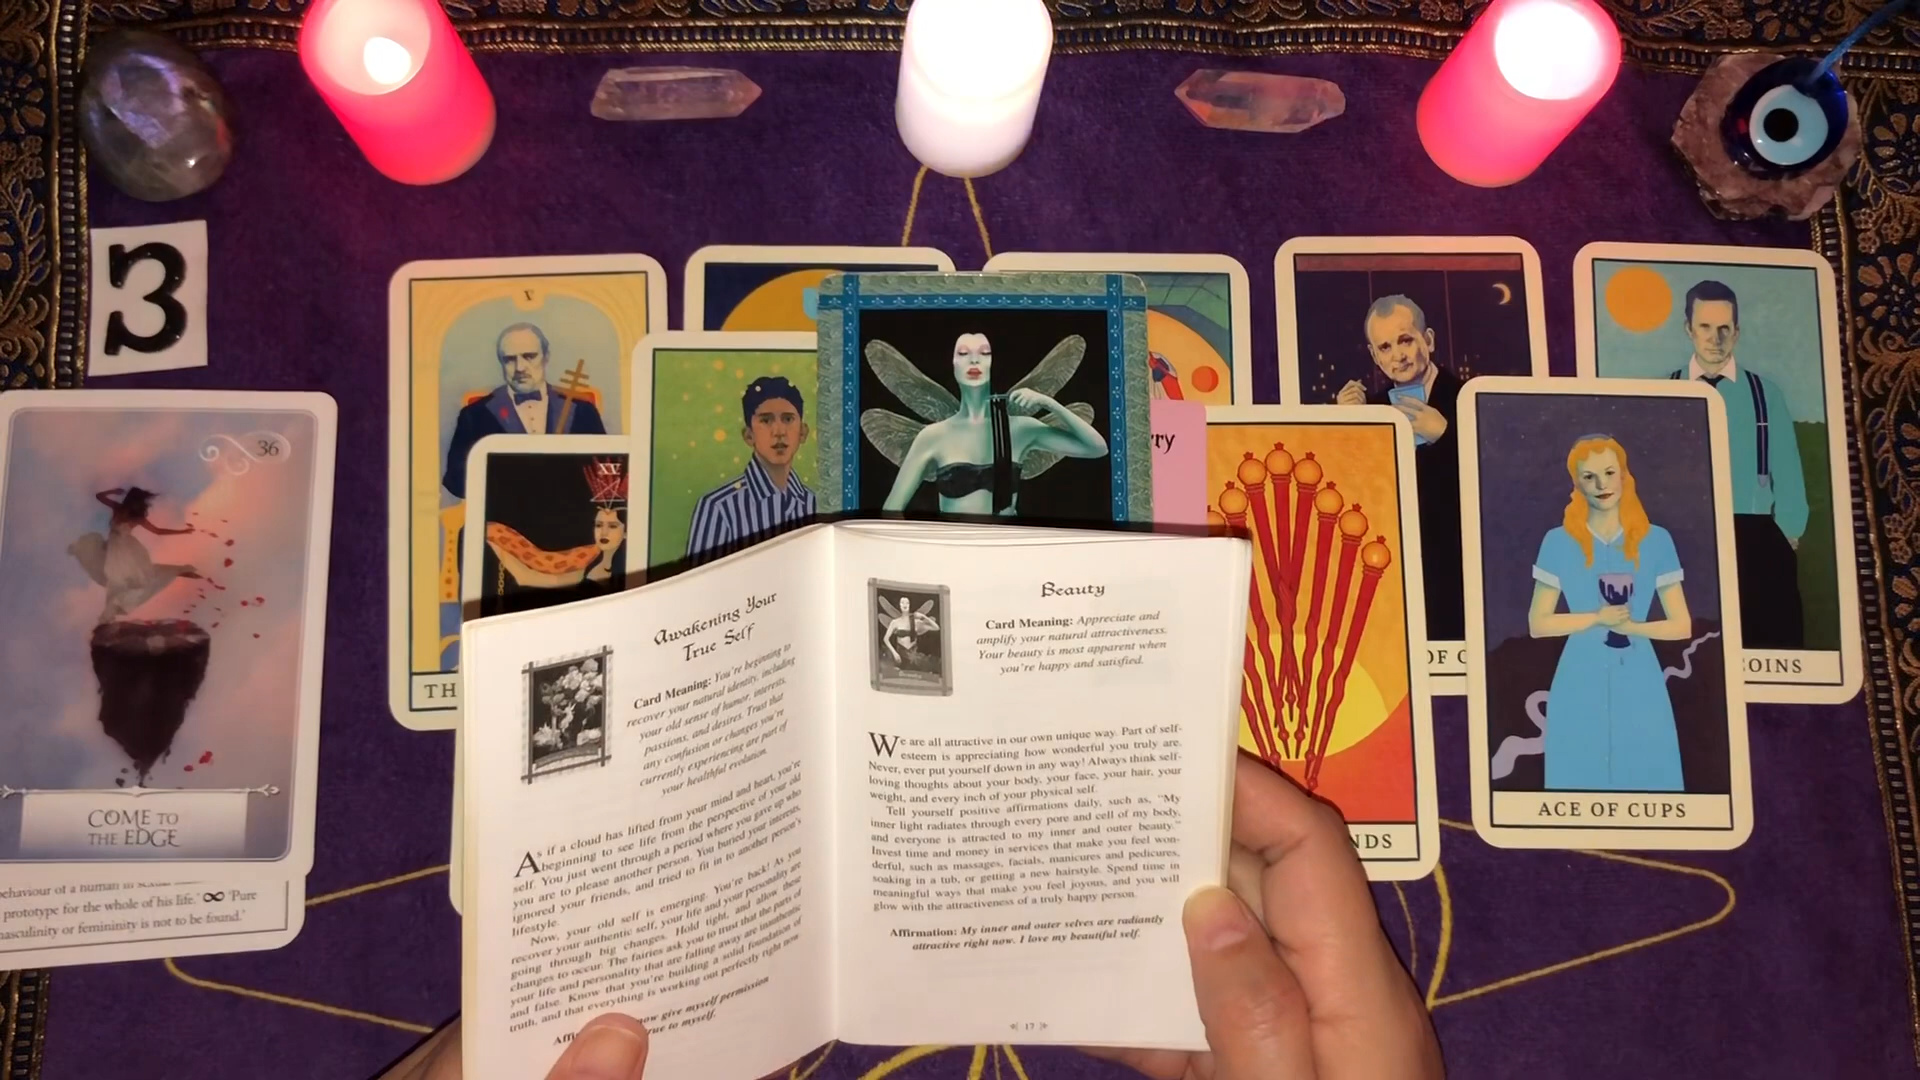 3
36
COME TO
THE EDGE
behaviour of a human in sexual
prototype for the whole of his life.' ∞ 'Pure
masculinity or femininity is not to be found.'
V
TH
XV
rry
NDS
OF C
COINS
ACE OF CUPS
Awakening Your
True Self
Card Meaning: You're beginning to
recover your natural identity, including
your old sense of humor, interests,
passions, and desires. Trust that
any confusion or changes you're
currently experiencing are part of
your healthful evolution.
As if a cloud has lifted from your mind and heart, you're
beginning to see life from the perspective of your old
self. You just went through a period where you gave up who
you are to please another person. You buried your interests,
ignored your friends, and tried to fit in to another person's
lifestyle.
Now, your old self is emerging. You're back! As you
recover your authentic self, your life and your personality are
going through big changes. Hold tight, and allow these
changes to occur. The fairies ask you to trust that the parts of
your life and personality that are falling away are unauthentic
and false. Know that you're building a solid foundation of
truth, and that everything is working out perfectly right now.
Affi now give myself permission
true to myself.
Beauty
Card Meaning: Appreciate and
amplify your natural attractiveness.
Your beauty is most apparent when
you're happy and satisfied.
We are all attractive in our own unique way. Part of self-
esteem is appreciating how wonderful you truly are.
Never, ever put yourself down in any way! Always think self-
loving thoughts about your body, your face, your hair, your
weight, and every inch of your physical self.
Tell yourself positive affirmations daily, such as, "My
inner light radiates through every pore and cell of my body,
and everyone is attracted to my inner and outer beauty."
Invest time and money in services that make you feel won-
derful, such as massages, facials, manicures and pedicures,
soaking in a tub, or getting a new hairstyle. Spend time in
meaningful ways that make you feel joyous, and you will
glow with the attractiveness of a truly happy person.
Affirmation: My inner and outer selves are radiantly
attractive right now. I love my beautiful self.
17